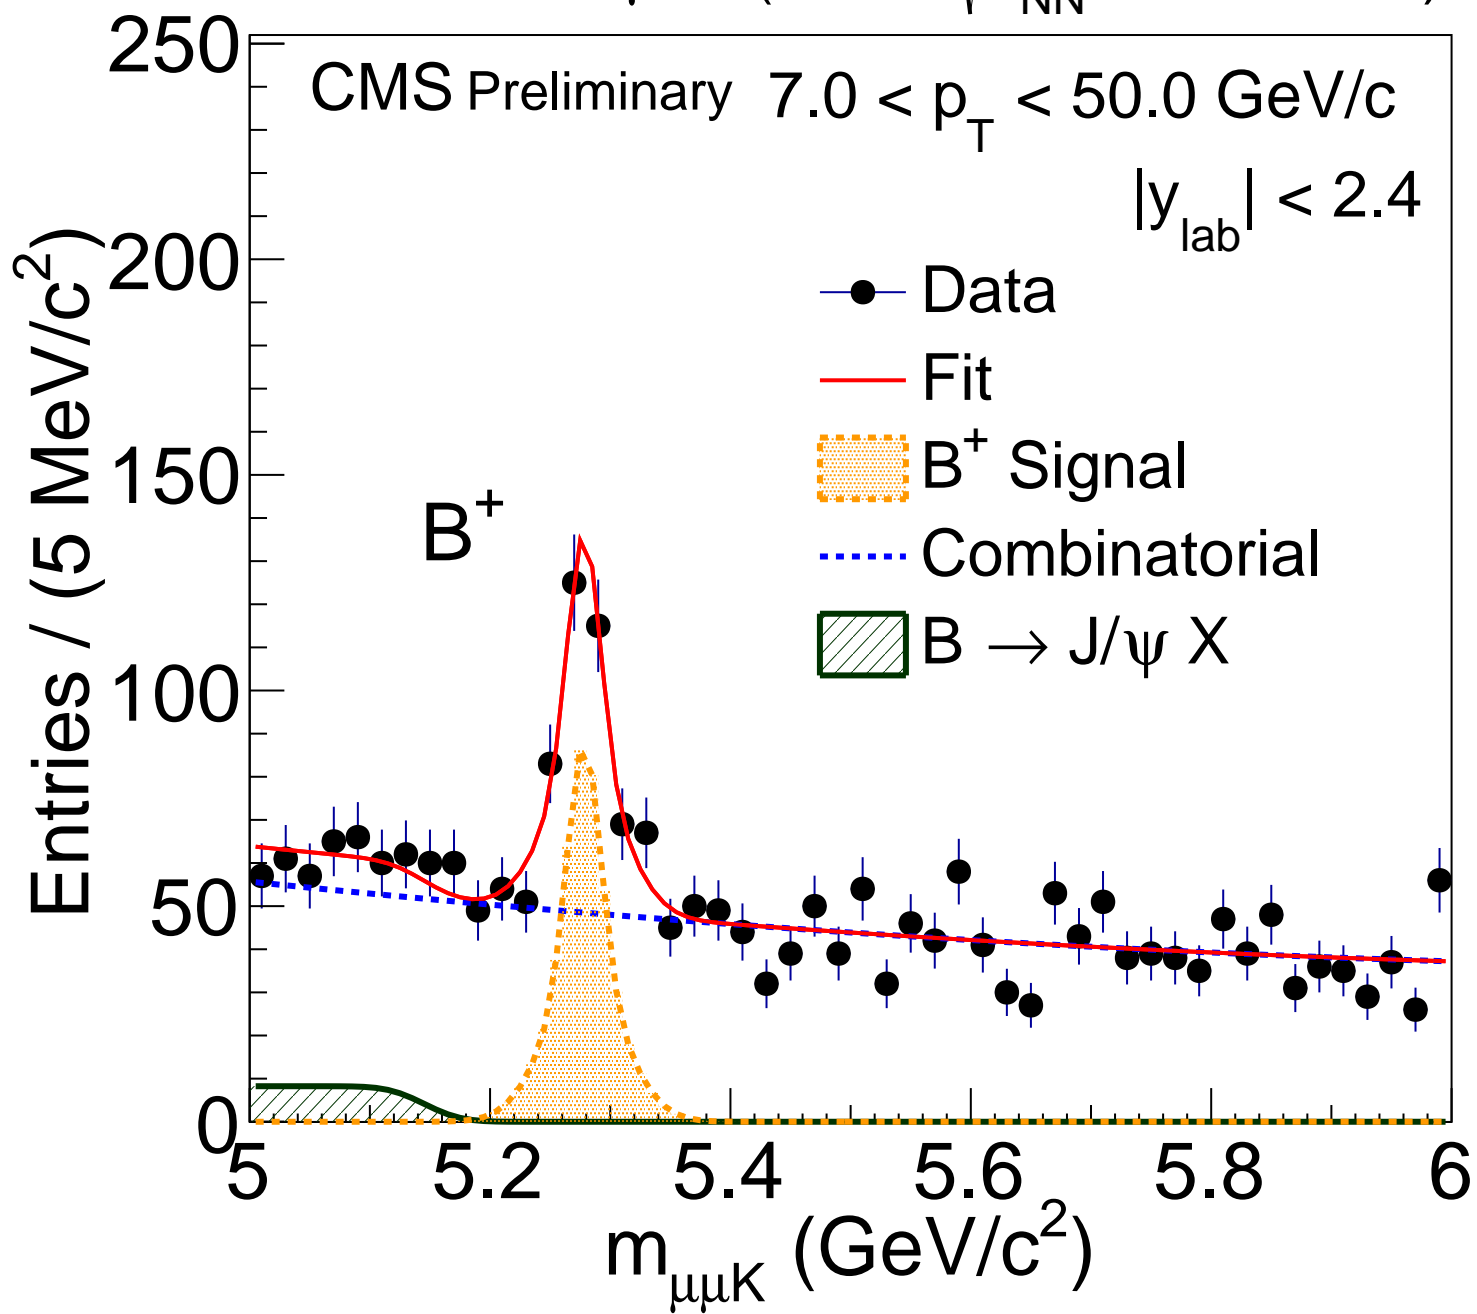 NN
CMS Preliminary 7.0 < p_T < 50.0 GeV/c
|y_lab| < 2.4
Data
Fit
B⁺ Signal
Combinatorial
B → J/ψ X
B⁺
Entries / (5 MeV/c²)
250
200
150
100
50
0
5 5.2 5.4 5.6 5.8 6
m_μμK (GeV/c²)